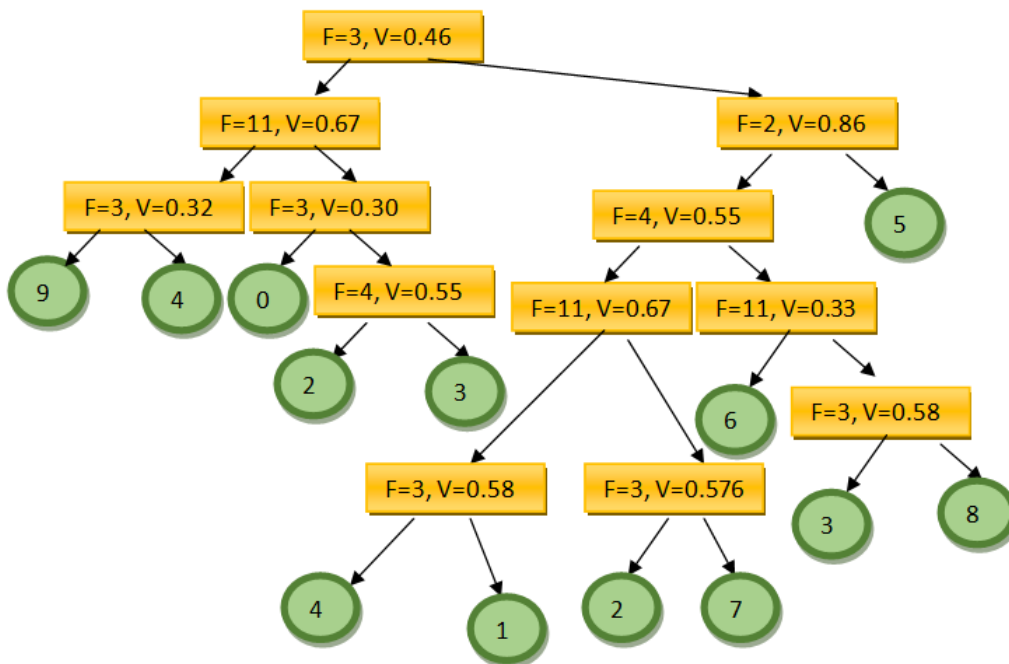 F=3, V=0.46
F=11, V=0.67
F=2, V=0.86
F=3, V=0.32
F=3, V=0.30
F=4, V=0.55
5
9
4
0
F=4, V=0.55
F=11, V=0.67
F=11, V=0.33
2
3
6
F=3, V=0.58
F=3, V=0.58
F=3, V=0.576
3
8
4
1
2
7